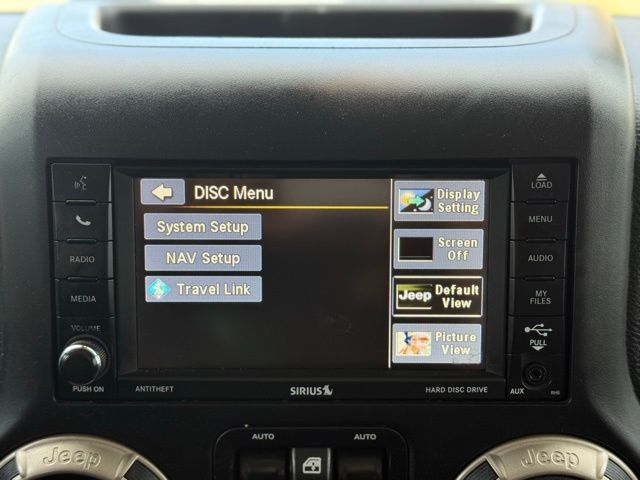 LOAD
DISC Menu
Display
Setting
MENU
System Setup
Screen
Off
RADIO
NAV Setup
AUDIO
MEDIA
Travel Link
Jeep
Default
View
MY
FILES
VOLUME
Picture
View
PULL
PUSH ON
ANTITHEFT
SIRIUS
HARD DISC DRIVE
AUX
RHB
AUTO
AUTO
Jeep
Jeep